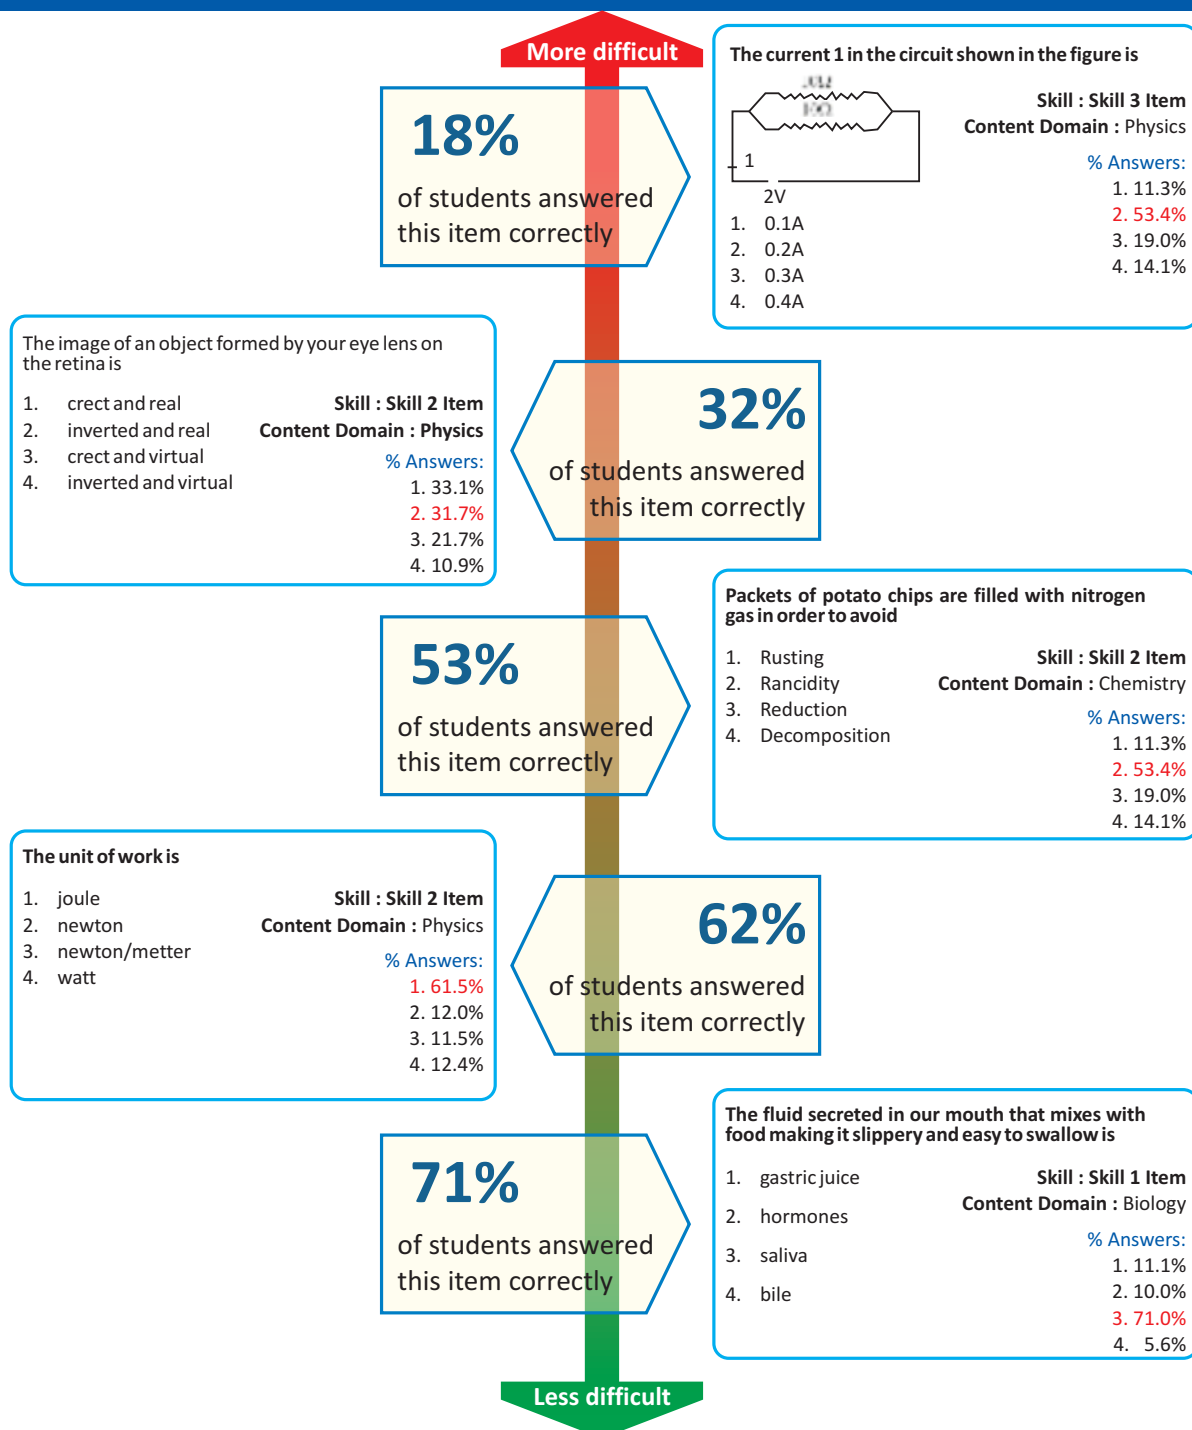 More difficult
18%
of students answered
this item correctly
The current 1 in the circuit shown in the figure is
10Ω
1
2V
1. 0.1A
2. 0.2A
3. 0.3A
4. 0.4A
Skill : Skill 3 Item
Content Domain : Physics
% Answers:
1. 11.3%
2. 53.4%
3. 19.0%
4. 14.1%
The image of an object formed by your eye lens on
the retina is
1. crect and real
2. inverted and real
3. crect and virtual
4. inverted and virtual
Skill : Skill 2 Item
Content Domain : Physics
% Answers:
1. 33.1%
2. 31.7%
3. 21.7%
4. 10.9%
32%
of students answered
this item correctly
53%
of students answered
this item correctly
Packets of potato chips are filled with nitrogen
gas in order to avoid
1. Rusting
2. Rancidity
3. Reduction
4. Decomposition
Skill : Skill 2 Item
Content Domain : Chemistry
% Answers:
1. 11.3%
2. 53.4%
3. 19.0%
4. 14.1%
The unit of work is
1. joule
2. newton
3. newton/metter
4. watt
Skill : Skill 2 Item
Content Domain : Physics
% Answers:
1. 61.5%
2. 12.0%
3. 11.5%
4. 12.4%
62%
of students answered
this item correctly
71%
of students answered
this item correctly
The fluid secreted in our mouth that mixes with
food making it slippery and easy to swallow is
1. gastric juice
2. hormones
3. saliva
4. bile
Skill : Skill 1 Item
Content Domain : Biology
% Answers:
1. 11.1%
2. 10.0%
3. 71.0%
4. 5.6%
Less difficult